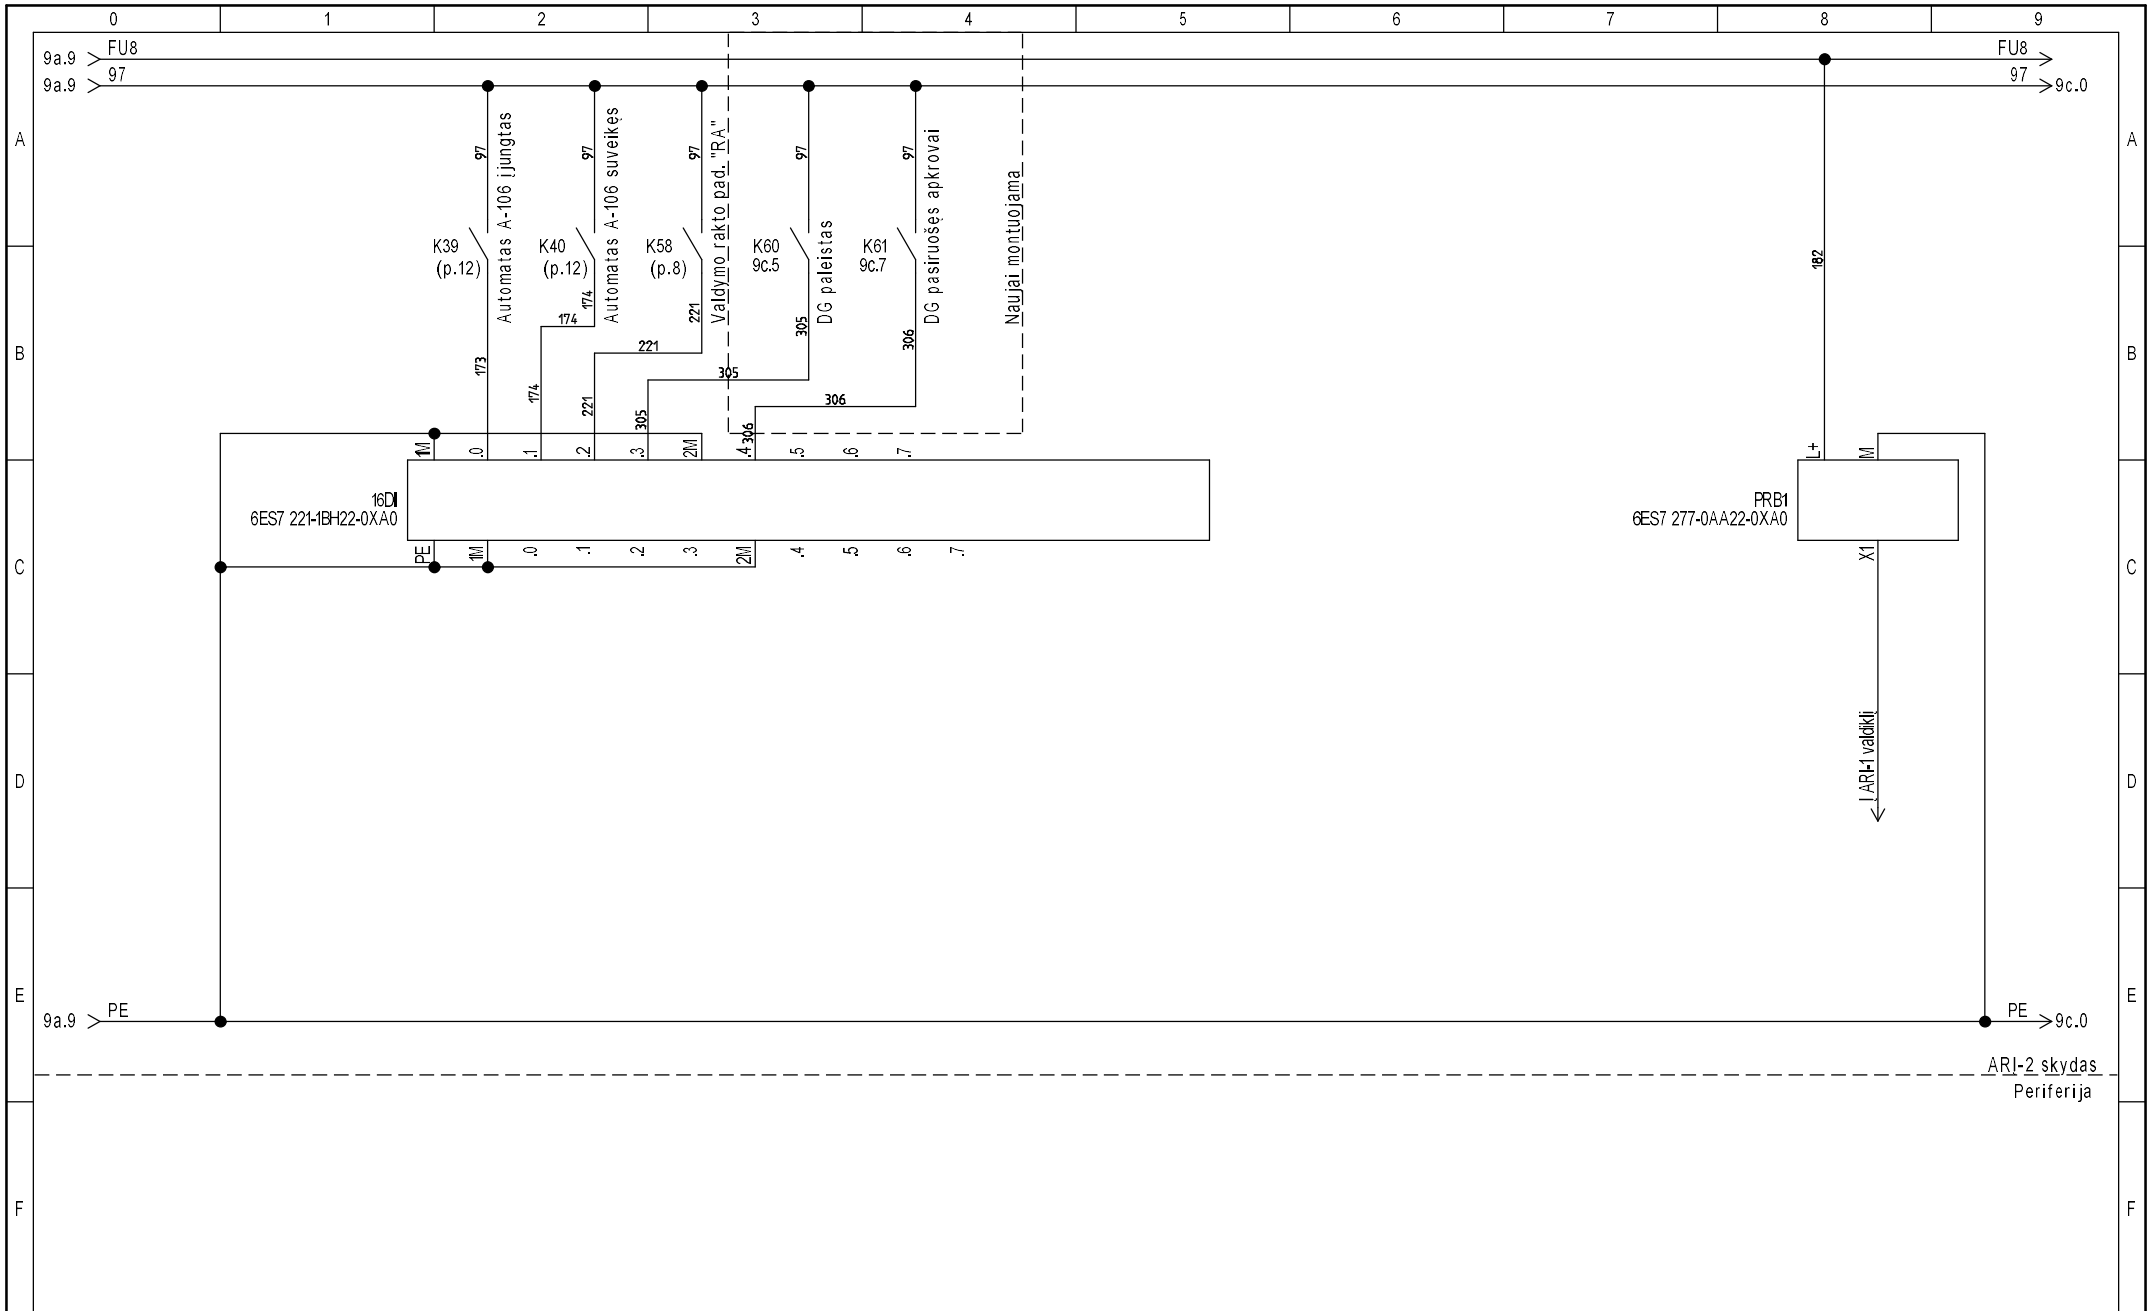 0 1 2 3 4 5 6 7 8 9
9a.9 FU8 FU8
9a.9 97 97 9c.0
A A
97 97 97 97 97
Automatas A-106 įjungtas
Automatas A-106 suveikęs
Valdymo rakto pad. "RA"
DG paleistas
DG pasiruošęs apkrovai
Naujai montuojama
K39 K40 K58 K60 K61
(p.12) (p.12) (p.8) 9c.5 9c.7
182
174 221 305 306
174
B 221 B
173 305
174 221 305 306
306
1M .0 .1 .2 .3 2M .4 .5 .6 .7
L+ M
16DI
6ES7 221-1BH22-0XA0
PRB1
6ES7 277-0AA22-0XA0
PE 1M .0 .1 .2 .3 2M .4 .5 .6 .7
X1
C C
Į ARI-1 valdiklį
D D
E E
9a.9 PE PE 9c.0
ARĮ-2 skydas
Periferija
F F